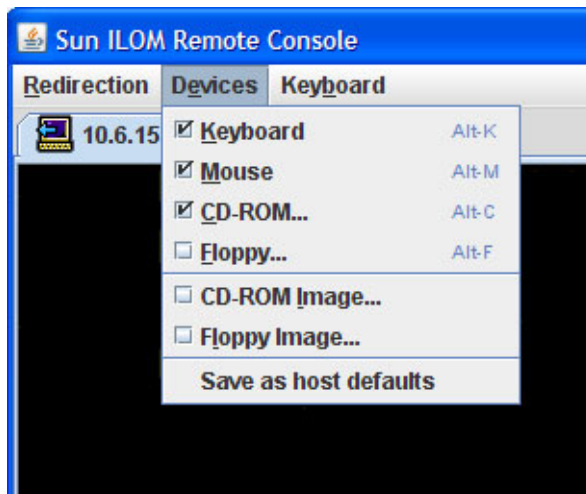 Sun ILOM Remote Console
Redirection Devices Keyboard
10.6.15
Keyboard Alt-K
Mouse Alt-M
CD-ROM... Alt-C
Floppy... Alt-F
CD-ROM Image...
Floppy Image...
Save as host defaults